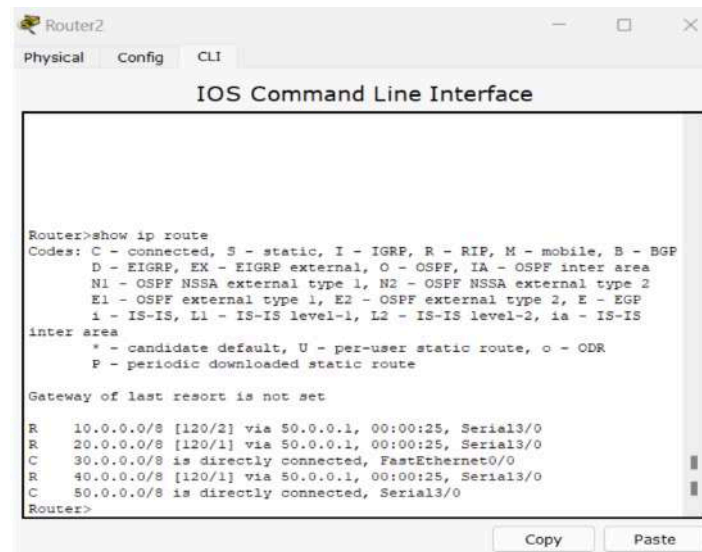 Router2
Physical Config CLI
IOS Command Line Interface
Router>show ip route
Codes: C - connected, S - static, I - IGRP, R - RIP, M - mobile, B - BGP
D - EIGRP, EX - EIGRP external, O - OSPF, IA - OSPF inter area
N1 - OSPF NSSA external type 1, N2 - OSPF NSSA external type 2
E1 - OSPF external type 1, E2 - OSPF external type 2, E - EGP
i - IS-IS, L1 - IS-IS level-1, L2 - IS-IS level-2, ia - IS-IS
inter area
* - candidate default, U - per-user static route, o - ODR
P - periodic downloaded static route
Gateway of last resort is not set
R 10.0.0.0/8 [120/2] via 50.0.0.1, 00:00:25, Serial3/0
R 20.0.0.0/8 [120/1] via 50.0.0.1, 00:00:25, Serial3/0
C 30.0.0.0/8 is directly connected, FastEthernet0/0
R 40.0.0.0/8 [120/1] via 50.0.0.1, 00:00:25, Serial3/0
C 50.0.0.0/8 is directly connected, Serial3/0
Router>
Copy Paste